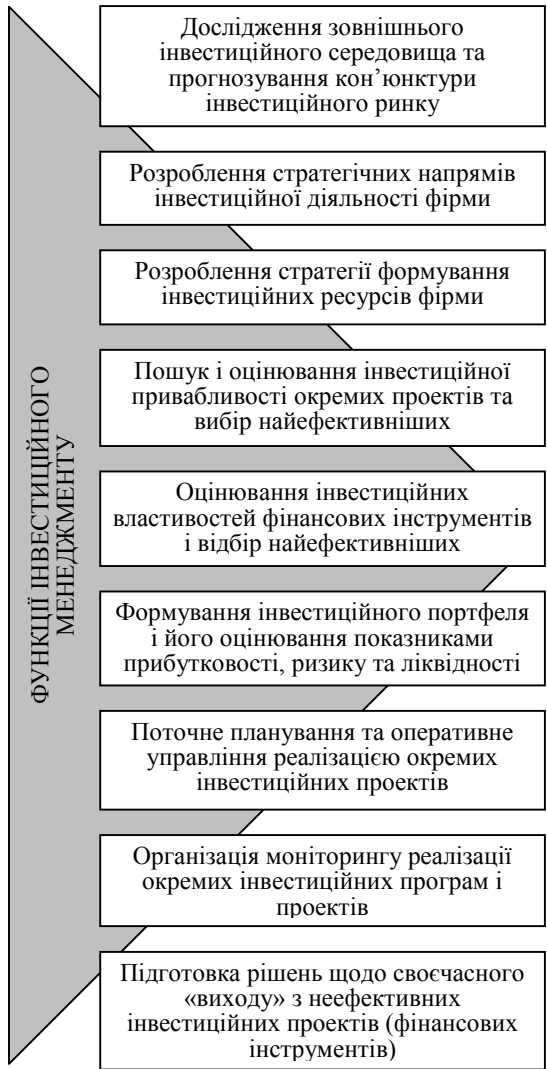 Дослідження зовнішнього
інвестиційного середовища та
прогнозування кон’юнктури
інвестиційного ринку
Розроблення стратегічних напрямів
інвестиційної діяльності фірми
Розроблення стратегії формування
інвестиційних ресурсів фірми
Пошук і оцінювання інвестиційної
привабливості окремих проектів та
вибір найефективніших
Оцінювання інвестиційних
властивостей фінансових інструментів
і відбір найефективніших
Формування інвестиційного портфеля
і його оцінювання показниками
прибутковості, ризику та ліквідності
Поточне планування та оперативне
управління реалізацією окремих
інвестиційних проектів
Організація моніторингу реалізації
окремих інвестиційних програм і
проектів
Підготовка рішень щодо своєчасного
«виходу» з неефективних
інвестиційних проектів (фінансових
інструментів)
ФУНКЦІЇ ІНВЕСТИЦІЙНОГО
МЕНЕДЖМЕНТУ